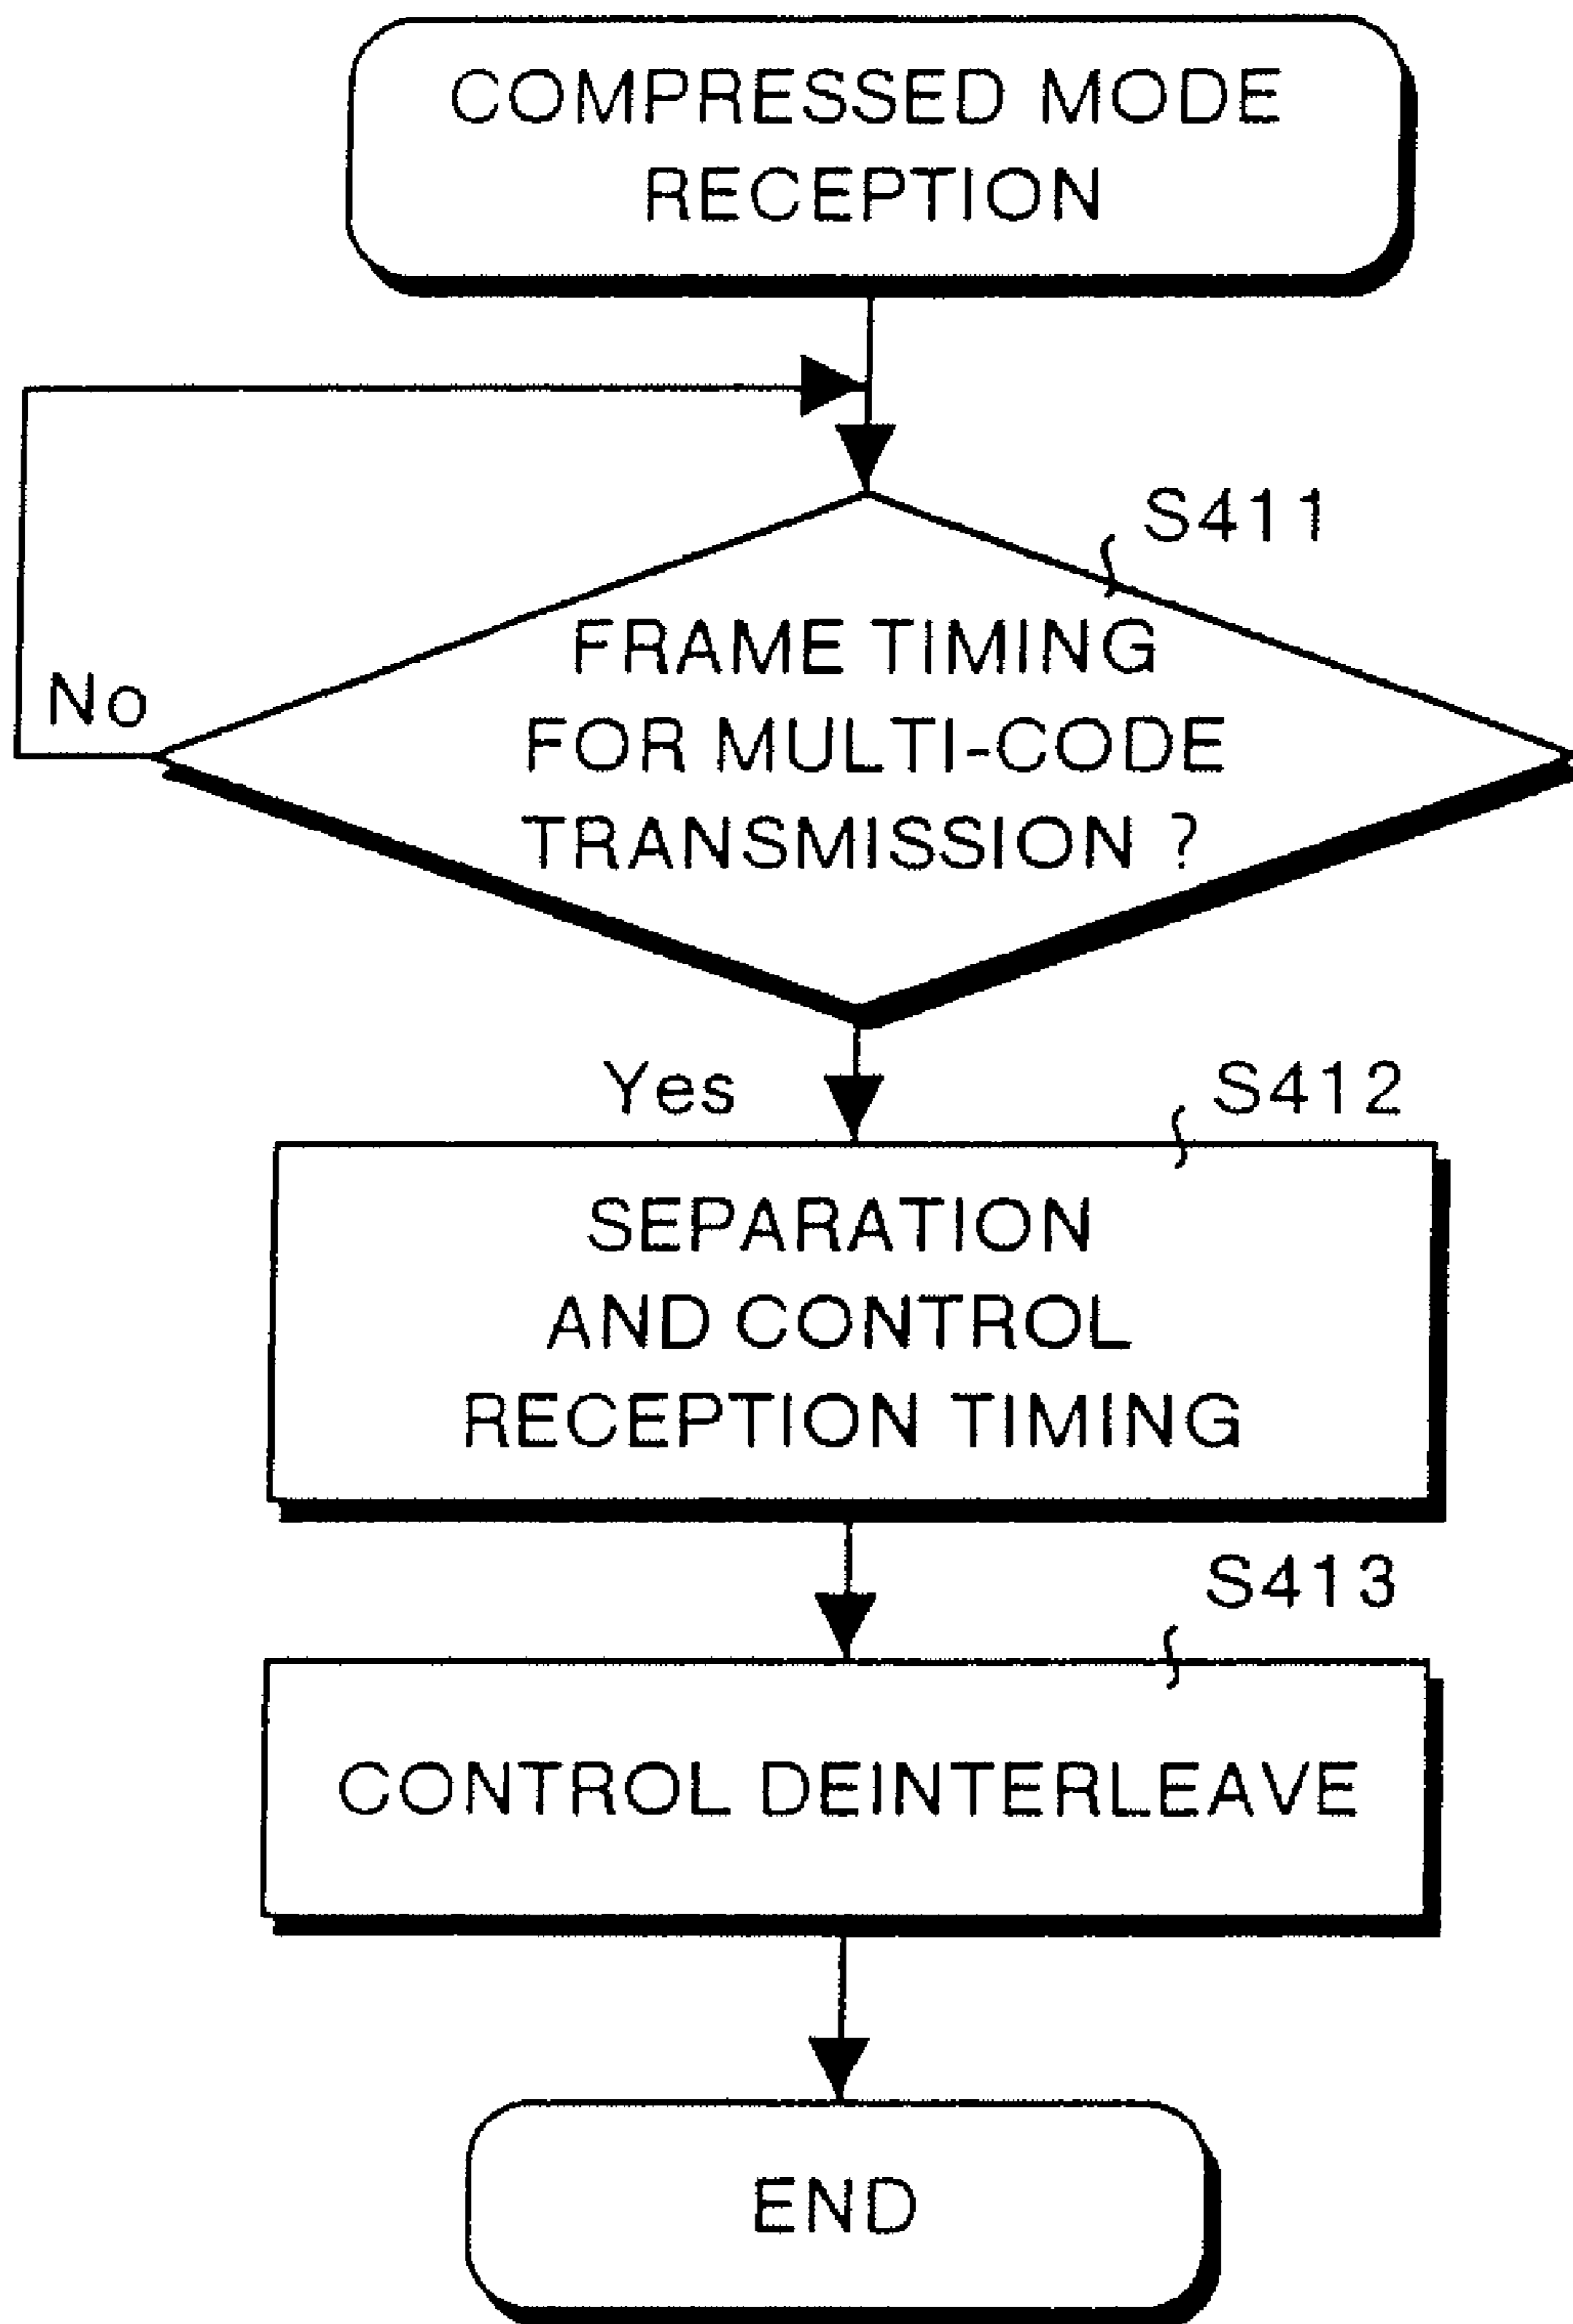 COMPRESSED MODE
RECEPTION
S411
FRAME TIMING
FOR MULTI-CODE
TRANSMISSION ?
No
Yes
S412
SEPARATION
AND CONTROL
RECEPTION TIMING
S413
CONTROL DEINTERLEAVE
END